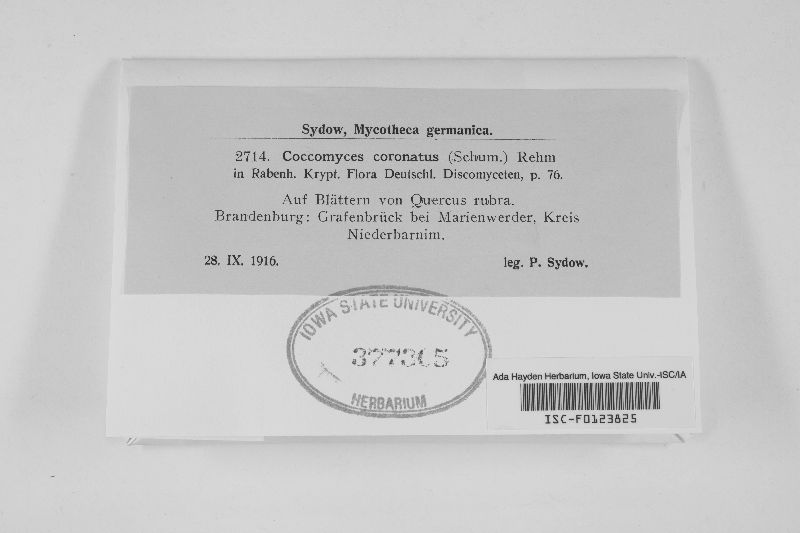 Sydow, Mycotheca germanica.
2714. Coccomyces coronatus (Schum.) Rehm
in Rabenh. Krypt. Flora Deutschl. Discomyceten, p. 76.
Auf Blättern von Quercus rubra.
Brandenburg: Grafenbrück bei Marienwerder, Kreis
Niederbarnim.
28. IX. 1916. leg. P. Sydow.
IOWA STATE UNIVERSITY
377305
HERBARIUM
Ada Hayden Herbarium, Iowa State Univ.-ISC/IA
ISC-F0123825